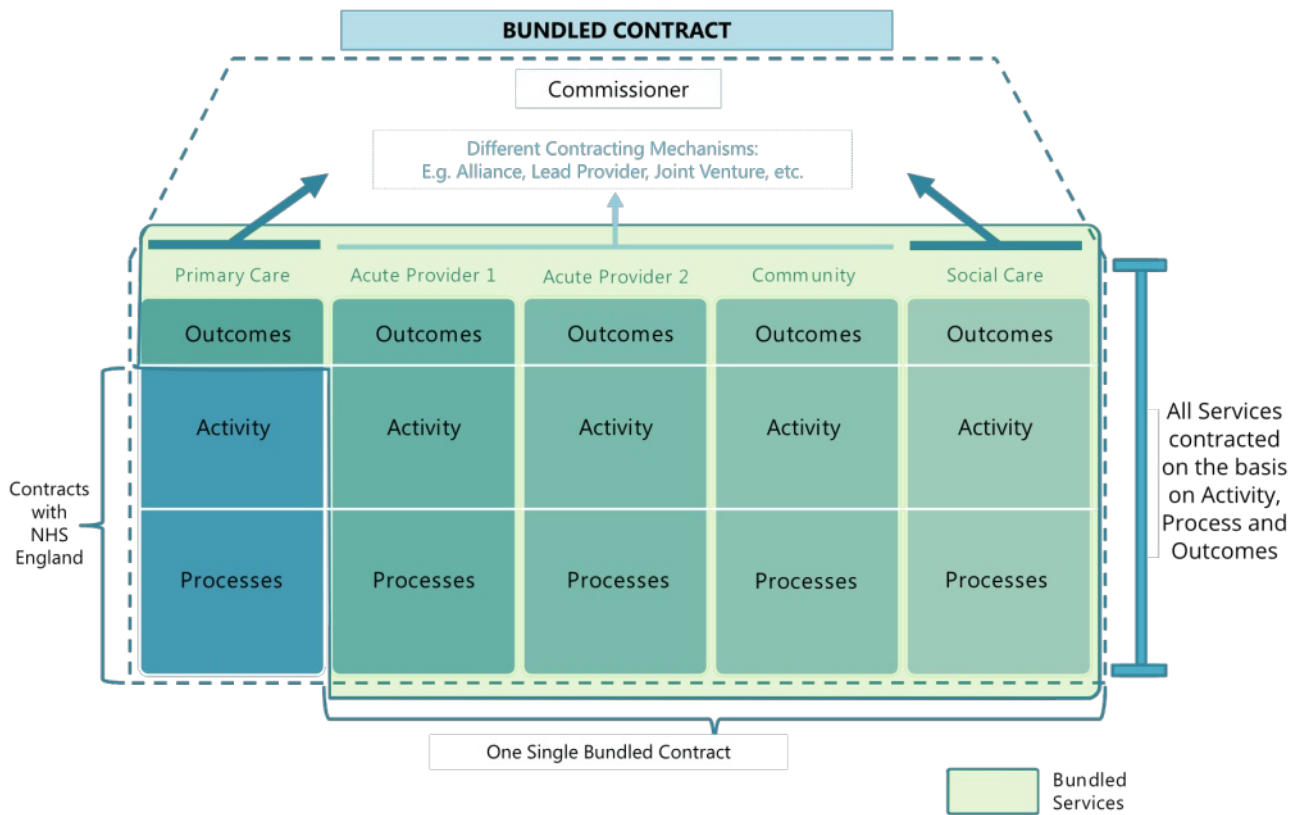 BUNDLED CONTRACT
Commissioner
Different Contracting Mechanisms:
E.g. Alliance, Lead Provider, Joint Venture, etc.
Primary Care
Acute Provider 1
Acute Provider 2
Community
Social Care
Outcomes
Outcomes
Outcomes
Outcomes
Outcomes
Activity
Activity
Activity
Activity
Activity
Processes
Processes
Processes
Processes
Processes
Contracts
with
NHS
England
All Services
contracted
on the basis
on Activity,
Process and
Outcomes
One Single Bundled Contract
Bundled
Services